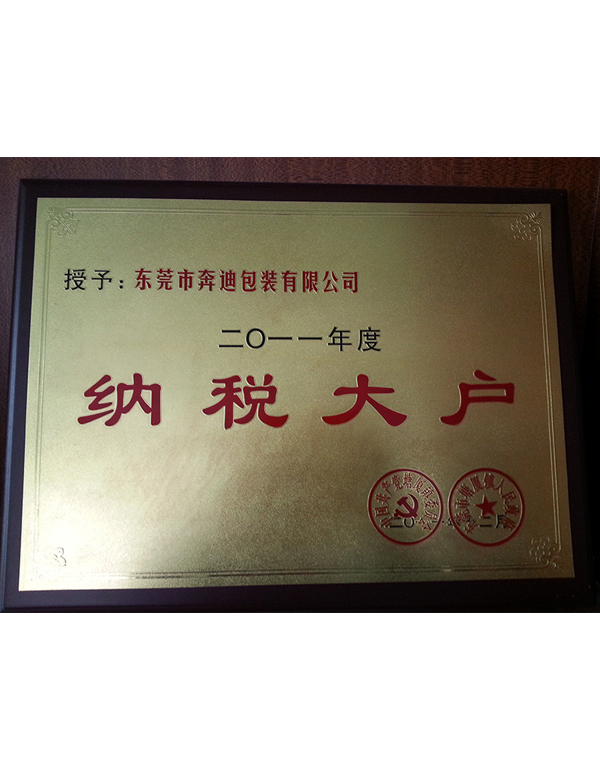 授予：东莞市奔迪包装有限公司
二〇一一年度
纳税大户